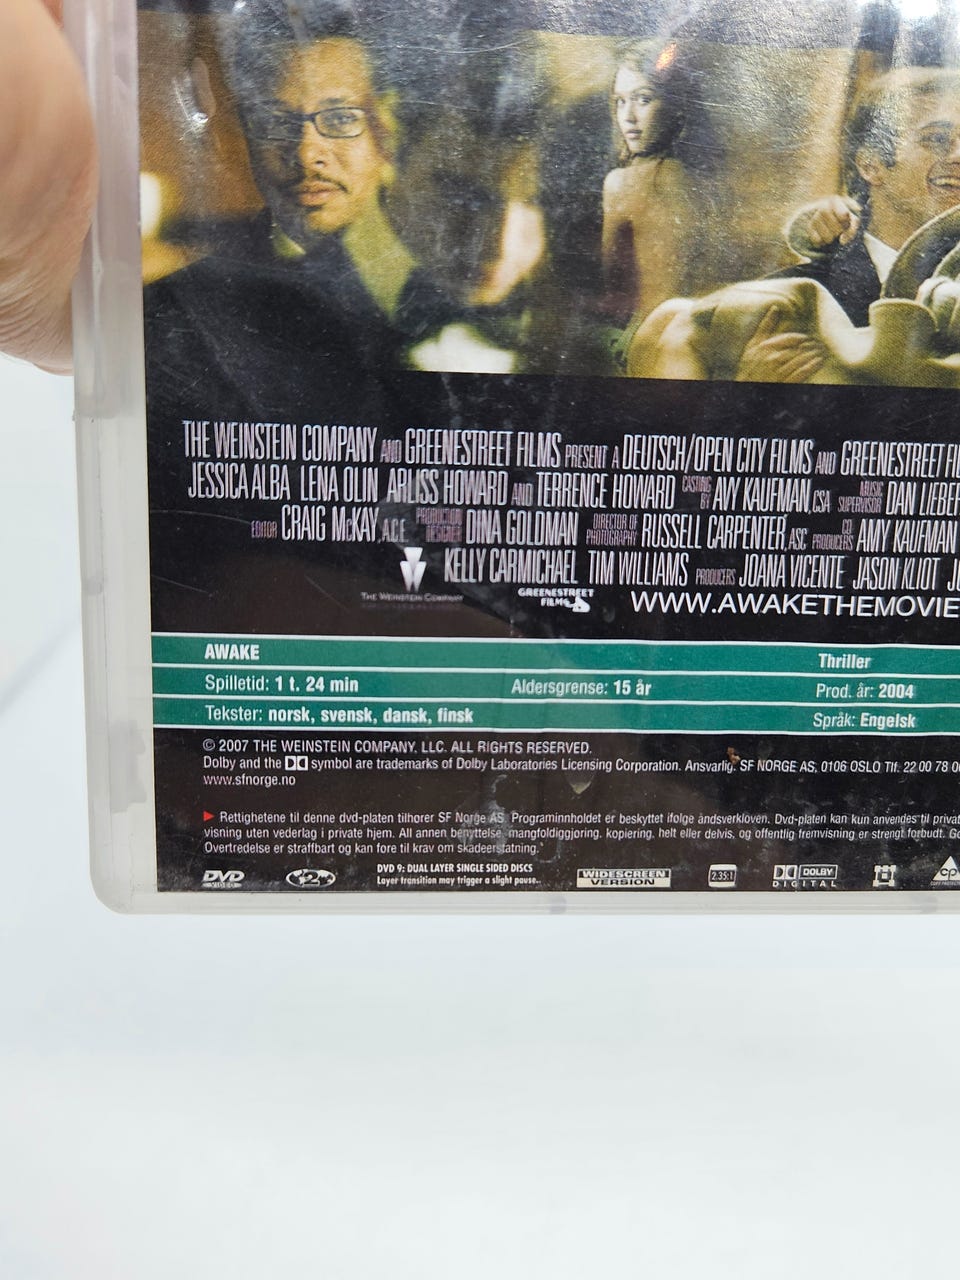 THE WEINSTEIN COMPANY AND GREENESTREET FILMS PRESENT A DEUTSCH/OPEN CITY FILMS AND GREENESTREET
JESSICA ALBA LENA OLIN ARLISS HOWARD AND TERRENCE HOWARD CASTING BY AVY KAUFMAN, CSA MUSIC SUPERVISOR DAN
EDITOR CRAIG McKAY, A.C.E. PRODUCTION DESIGNER DINA GOLDMAN DIRECTOR OF PHOTOGRAPHY RUSSELL CARPENTER, ASC CO PRODUCERS AMY KAUFMAN
KELLY CARMICHAEL TIM WILLIAMS PRODUCERS JOANA VICENTE JASON KLIOT
THE WEINSTEIN COMPANY GREENESTREET FILMS WWW.AWAKETHEMOVIE
AWAKE Thriller
Spilletid: 1 t. 24 min Aldersgrense: 15 år Prod. år: 2004
Tekster: norsk, svensk, dansk, finsk Språk: Engelsk
© 2007 THE WEINSTEIN COMPANY, LLC. ALL RIGHTS RESERVED.
Dolby and the symbol are trademarks of Dolby Laboratories Licensing Corporation. Ansvarlig: SF NORGE AS, 0106 OSLO Tlf. 22 00 78 0
www.sfnorge.no
Rettighetene til denne dvd-platen tilhører SF Norge AS. Programinnholdet er beskyttet ifølge åndsverkloven. Dvd-platen kan kun anvendes til privat
visning uten vederlag i private hjem. All annen benyttelse, mangfoldiggjøring, kopiering, helt eller delvis, og offentlig fremvisning er strengt forbudt.
Overtredelse er straffbart og kan føre til krav om skadeerstatning.
DVD VIDEO 2 DVD 9: DUAL LAYER SINGLE SIDED DISCS WIDESCREEN VERSION 2.35:1 DOLBY DIGITAL
Layer transition may trigger a slight pause..